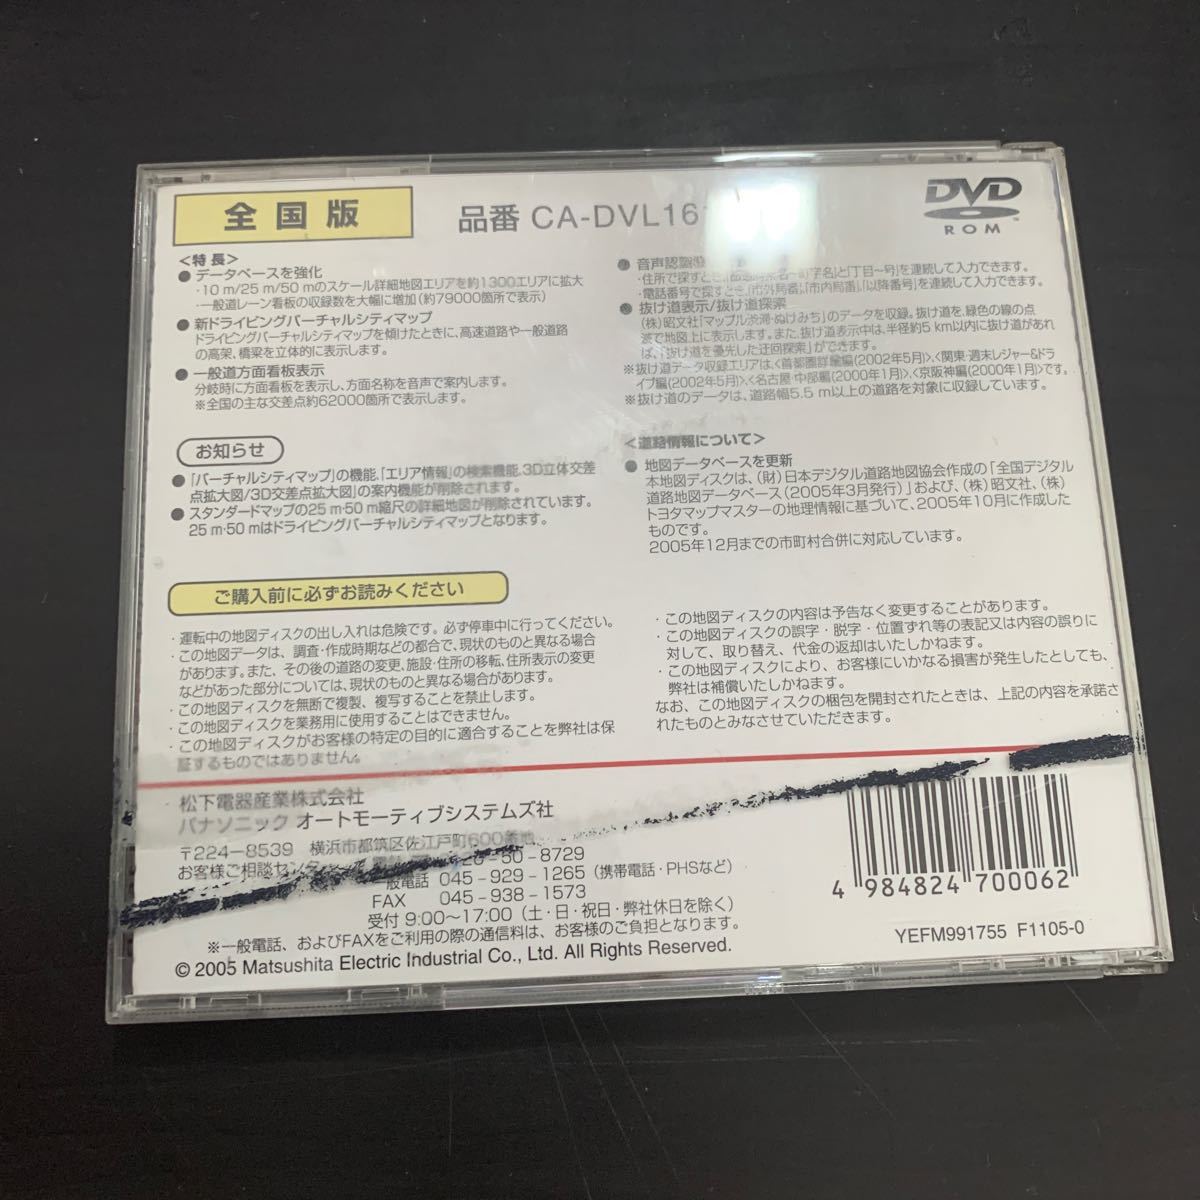 全国版
品番 CA-DVL16
DVD
ROM
<特長>
● データベースを強化
・10 m/25 m/50 mのスケール詳細地図エリアを約1300エリアに拡大
・一般道レーン看板の収録数を大幅に増加(約79000箇所で表示)
● 新ドライビングバーチャルシティマップ
ドライビングバーチャルシティマップを傾けたときに、高速道路や一般道路
の高架、橋梁を立体的に表示します。
● 一般道方面看板表示
分岐時に方面看板を表示し、方面名称を音声で案内します。
※全国の主な交差点約62000箇所で表示します。
お知らせ
● 「バーチャルシティマップ」の機能、「エリア情報」の検索機能、3D立体交差
点拡大図/3D交差点拡大図」の案内機能が削除されます。
● スタンダードマップの25 m・50 m縮尺の詳細地図が削除されています。
25 m・50 mはドライビングバーチャルシティマップとなります。
● 音声認識
・住所で探すとき、「都道府県名～町字名」と「丁目～号」を連続して入力できます。
・電話番号で探すとき、「市外局番」、「市内局番」、「以降番号」を連続して入力できます。
● 抜け道表示/抜け道探索
(株)昭文社「マップル渋滞・ぬけみち」のデータを収録。抜け道を、緑色の線の点
滅で地図上に表示します。また、抜け道表示中は、半径約5 km以内に抜け道があれ
ば、「抜け道を優先した迂回探索」ができます。
※抜け道データ収録エリアは、<首都圏詳細編(2002年5月)>、<関東・週末レジャー&ドラ
イブ編(2002年5月)>、<名古屋・中部編(2000年1月)>、<京阪神編(2000年1月)>です。
※抜け道のデータは、道路幅5.5 m以上の道路を対象に収録しています。
<道路情報について>
● 地図データベースを更新
本地図ディスクは、(財)日本デジタル道路地図協会作成の「全国デジタル
道路地図データベース(2005年3月発行)」および、(株)昭文社、(株)
トヨタマップマスターの地理情報に基づいて、2005年10月に作成した
ものです。
2005年12月までの市町村合併に対応しています。
ご購入前に必ずお読みください
・運転中の地図ディスクの出し入れは危険です。必ず停車中に行ってください。
・この地図データは、調査・作成時期などの都合で、現状のものと異なる場合
があります。また、その後の道路の変更、施設・住所の移転、住所表示の変更
などがあった部分については、現状のものと異なる場合があります。
・この地図ディスクを無断で複製、複写することを禁止します。
・この地図ディスクを業務用に使用することはできません。
・この地図ディスクがお客様の特定の目的に適合することを弊社は保
証するものではありません。
・この地図ディスクの内容は予告なく変更することがあります。
・この地図ディスクの誤字・脱字・位置ずれ等の表記又は内容の誤りに
対して、取り替え、代金の返却はいたしかねます。
・この地図ディスクにより、お客様にいかなる損害が発生したとしても、
弊社は補償いたしかねます。
なお、この地図ディスクの梱包を開封されたときは、上記の内容を承諾さ
れたものとみなさせていただきます。
松下電器産業株式会社
パナソニック オートモーティブシステムズ社
〒224-8539 横浜市都筑区佐江戸町600番地
お客様ご相談センター
-50-8729
一般電話 045-929-1265 (携帯電話・PHSなど)
FAX 045-938-1573
受付 9:00～17:00 (土・日・祝日・弊社休日を除く)
※一般電話、およびFAXをご利用の際の通信料は、お客様のご負担となります。
© 2005 Matsushita Electric Industrial Co., Ltd. All Rights Reserved.
4 984824 700062
YEFM991755 F1105-0